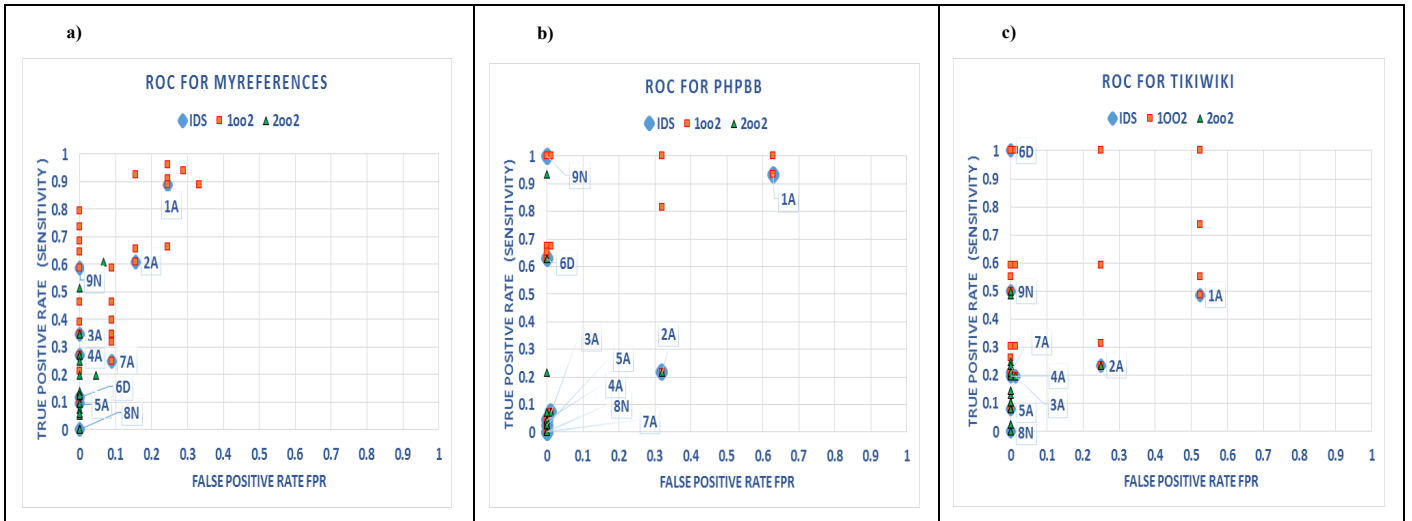 a)
ROC FOR MYREFERENCES
IDS 1oo2 2oo2
TRUE POSITIVE RATE (SENSITIVITY)
1
0.9
0.8
0.7
0.6
0.5
0.4
0.3
0.2
0.1
0
1A
2A
9N
3A
4A
7A
6D
5A
8N
0 0.1 0.2 0.3 0.4 0.5 0.6 0.7 0.8 0.9 1
FALSE POSITIVE RATE FPR
b)
ROC FOR PHPBB
IDS 1oo2 2oo2
TRUE POSITIVE RATE (SENSITIVITY)
1
0.9
0.8
0.7
0.6
0.5
0.4
0.3
0.2
0.1
0
9N
1A
6D
3A
2A
5A
4A
8N
7A
0 0.1 0.2 0.3 0.4 0.5 0.6 0.7 0.8 0.9 1
FALSE POSITIVE RATE FPR
c)
ROC FOR TIKIWIKI
IDS 1OO2 2oo2
TRUE POSITIVE RATE (SENSITIVITY)
1
0.9
0.8
0.7
0.6
0.5
0.4
0.3
0.2
0.1
0
6D
9N
1A
7A
2A
4A
3A
5A
8N
0 0.1 0.2 0.3 0.4 0.5 0.6 0.7 0.8 0.9 1
FALSE POSITIVE RATE FPR